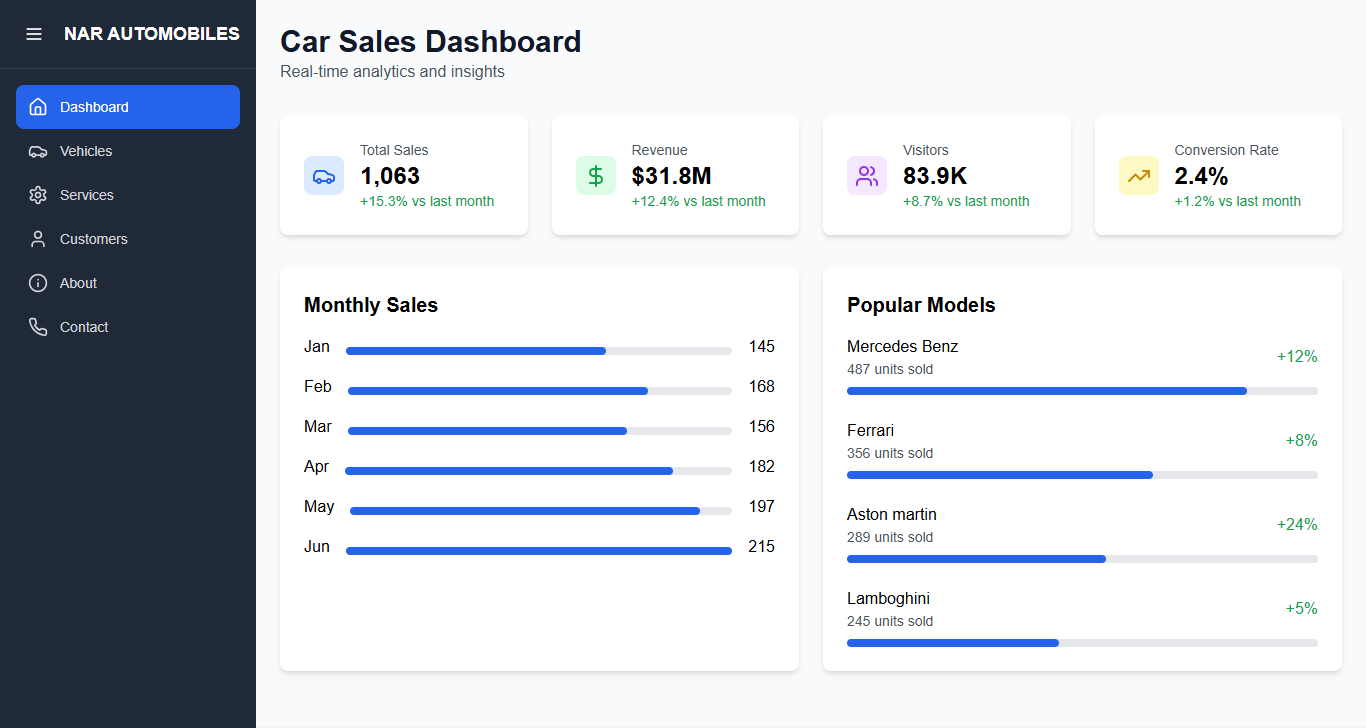 NAR AUTOMOBILES
Dashboard
Vehicles
Services
Customers
About
Contact
Car Sales Dashboard
Real-time analytics and insights
Total Sales
1,063
+15.3% vs last month
Revenue
$31.8M
+12.4% vs last month
Visitors
83.9K
+8.7% vs last month
Conversion Rate
2.4%
+1.2% vs last month
Monthly Sales
Jan 145
Feb 168
Mar 156
Apr 182
May 197
Jun 215
Popular Models
Mercedes Benz
487 units sold
+12%
Ferrari
356 units sold
+8%
Aston martin
289 units sold
+24%
Lamboghini
245 units sold
+5%